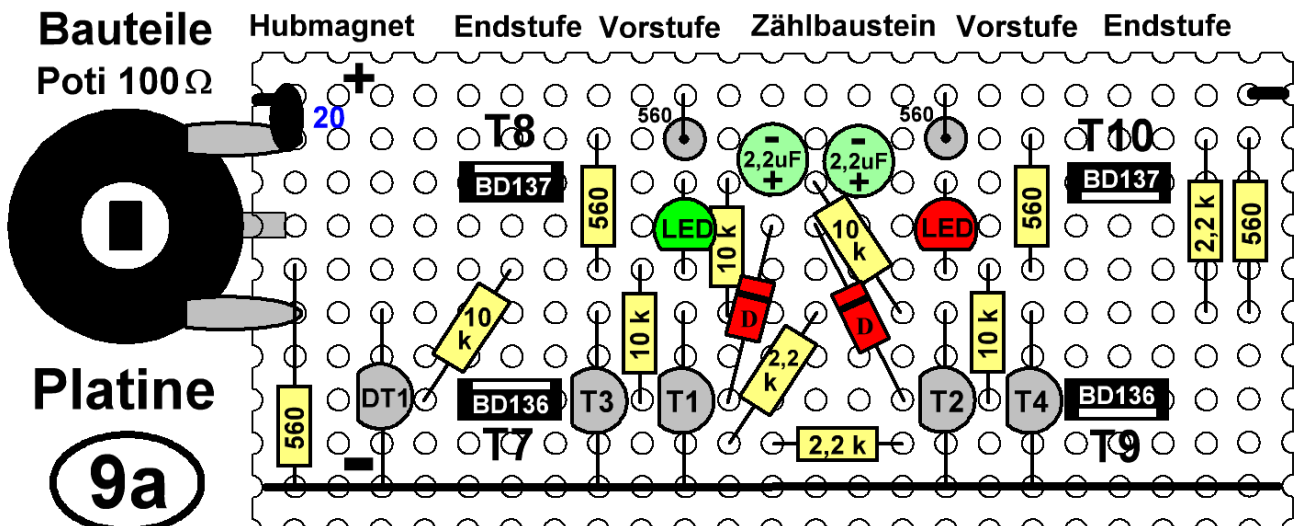 Bauteile
Poti 100Ω
Hubmagnet Endstufe Vorstufe Zählbaustein Vorstufe Endstufe
+
-
20
T8
BD137
560
560
2,2uF
-
+
2,2uF
-
+
560
T10
BD137
560
LED
10 k
10 k
LED
560
2,2 k
560
10 k
10 k
D
2,2 k
D
10 k
Platine
9a
560
DT1
BD136
T7
T3
T1
T2
T4
BD136
T9
2,2 k
-